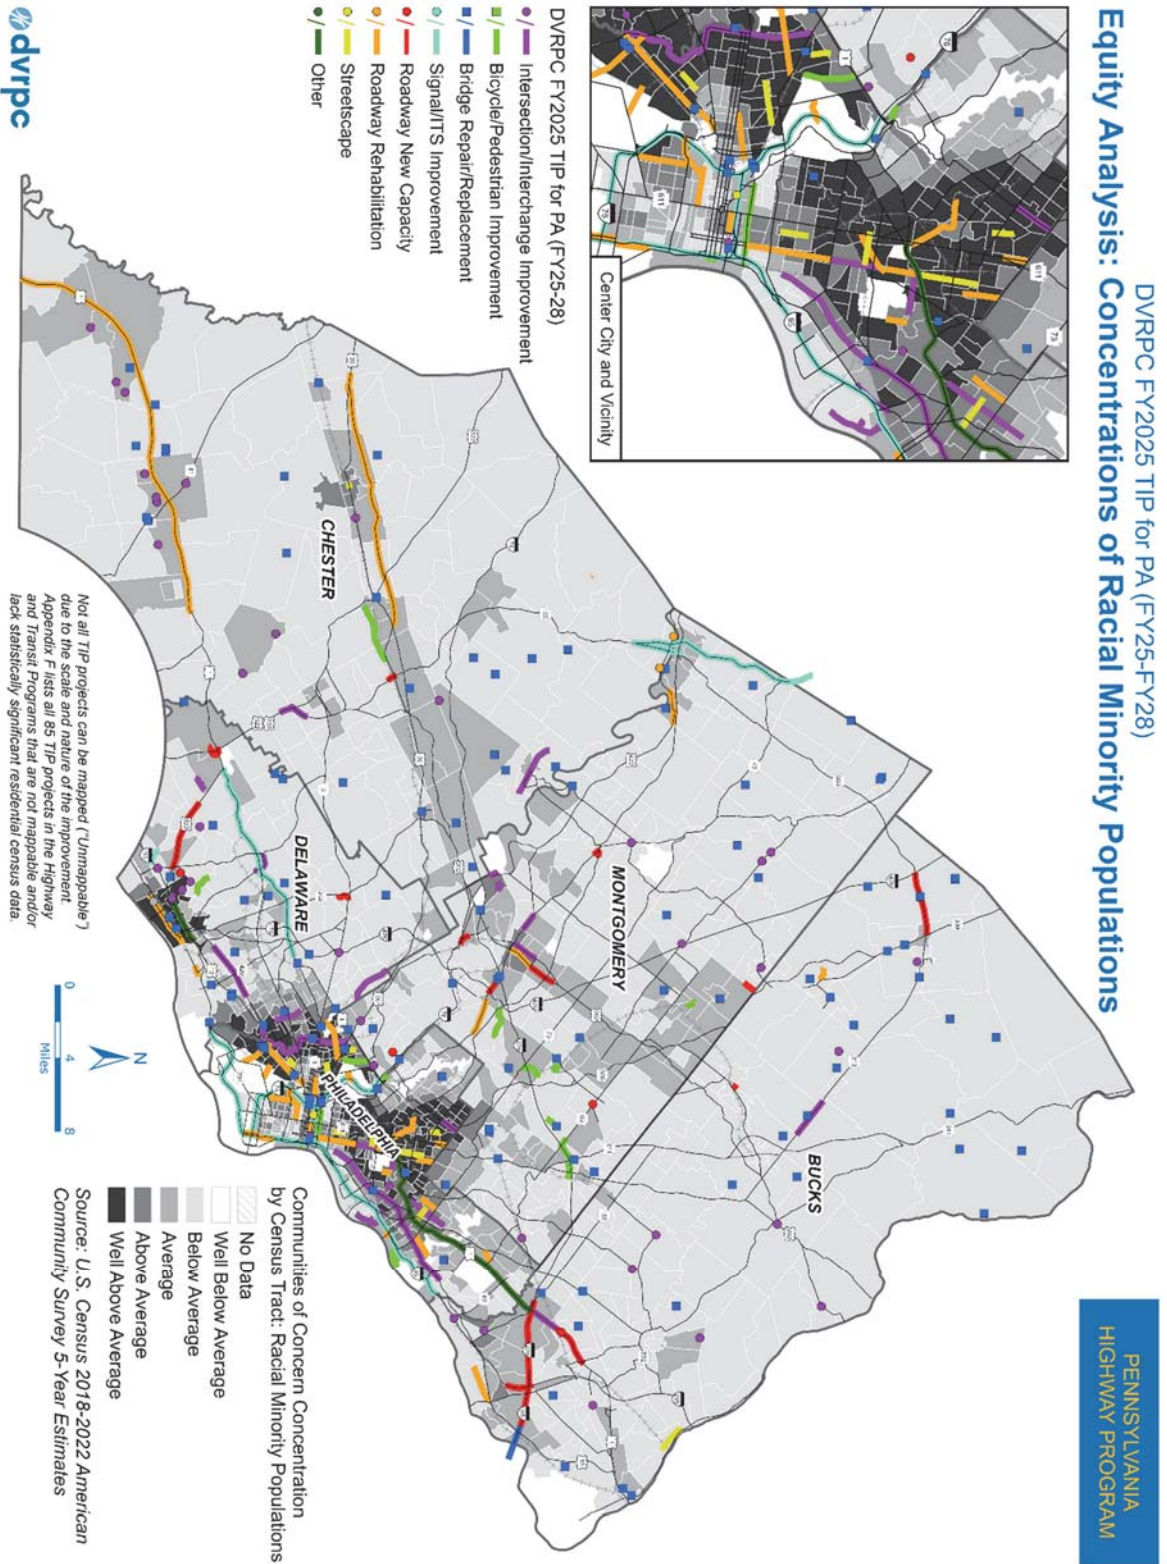 DVRPC FY2025 TIP for PA (FY25-FY28)
Equity Analysis: Concentrations of Racial Minority Populations
PENNSYLVANIA
HIGHWAY PROGRAM
Center City and Vicinity
DVRPC FY2025 TIP for PA (FY25-28)
Intersection/Interchange Improvement
Bicycle/Pedestrian Improvement
Bridge Repair/Replacement
Signal/ITS Improvement
Roadway New Capacity
Roadway Rehabilitation
Streetscape
Other
CHESTER
DELAWARE
MONTGOMERY
PHILADELPHIA
BUCKS
Communities of Concern Concentration
by Census Tract: Racial Minority Populations
No Data
Well Below Average
Below Average
Average
Above Average
Well Above Average
Source: U.S. Census 2018-2022 American
Community Survey 5-Year Estimates
N
0 4 8
Miles
Not all TIP projects can be mapped ("Unmappable")
due to the scale and nature of the improvement.
Appendix F lists all 85 TIP projects in the Highway
and Transit Programs that are not mappable and/or
lack statistically significant residential census data.
dvrpc